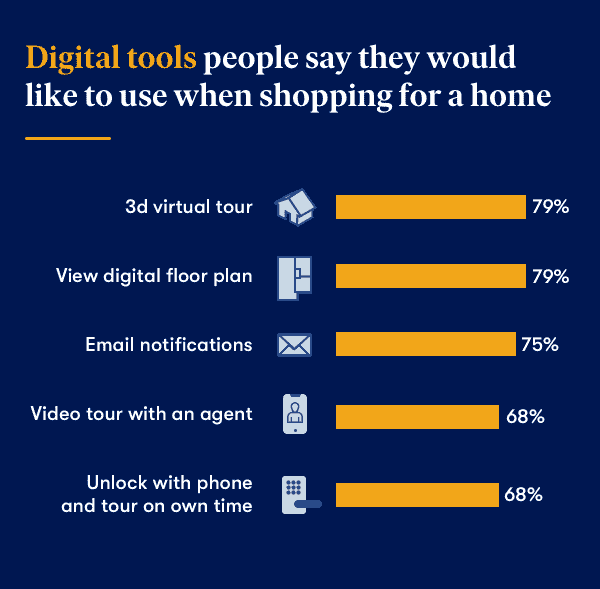 Digital tools people say they would
like to use when shopping for a home
3d virtual tour 79%
View digital floor plan 79%
Email notifications 75%
Video tour with an agent 68%
Unlock with phone
and tour on own time 68%